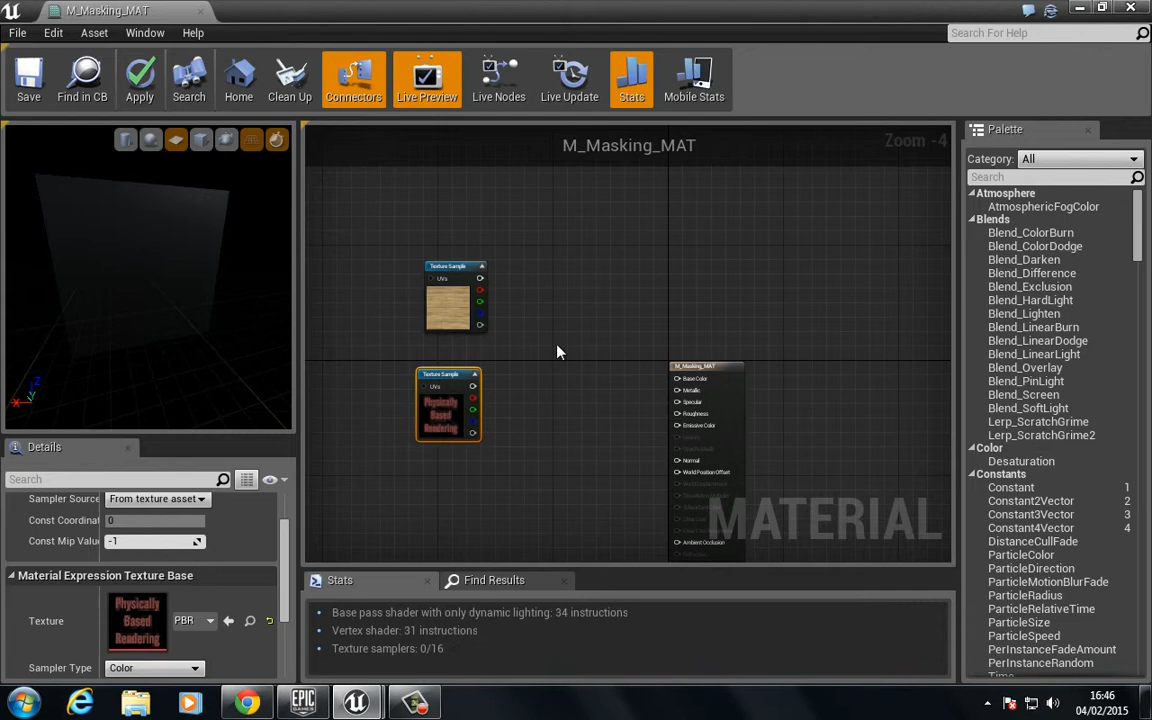 M_Masking_MAT
File Edit Asset Window Help
Search For Help
Save Find in CB Apply Search Home Clean Up Connectors Live Preview Live Nodes Live Update Stats Mobile Stats
M_Masking_MAT
Zoom -4
Texture Sample
UVs
Texture Sample
UVs
Physically
Based
Rendering
M_Masking_MAT
Base Color
Metallic
Specular
Roughness
Emissive Color
Normal
World Position Offset
Ambient Occlusion
MATERIAL
Z
Y
X
Details
Search
Sampler Source From texture asset
Const Coordinat 0
Const Mip Value -1
Material Expression Texture Base
Texture
Physically
Based
Rendering
PBR
Sampler Type Color
Stats Find Results
Base pass shader with only dynamic lighting: 34 instructions
Vertex shader: 31 instructions
Texture samplers: 0/16
Palette
Category: All
Search
Atmosphere
AtmosphericFogColor
Blends
Blend_ColorBurn
Blend_ColorDodge
Blend_Darken
Blend_Difference
Blend_Exclusion
Blend_HardLight
Blend_Lighten
Blend_LinearBurn
Blend_LinearDodge
Blend_LinearLight
Blend_Overlay
Blend_PinLight
Blend_Screen
Blend_SoftLight
Lerp_ScratchGrime
Lerp_ScratchGrime2
Color
Desaturation
Constants
Constant 1
Constant2Vector 2
Constant3Vector 3
Constant4Vector 4
DistanceCullFade
ParticleColor
ParticleDirection
ParticleMotionBlurFade
ParticleRadius
ParticleRelativeTime
ParticleSize
ParticleSpeed
PerInstanceFadeAmount
PerInstanceRandom
Time
EPIC
GAMES
16:46
04/02/2015